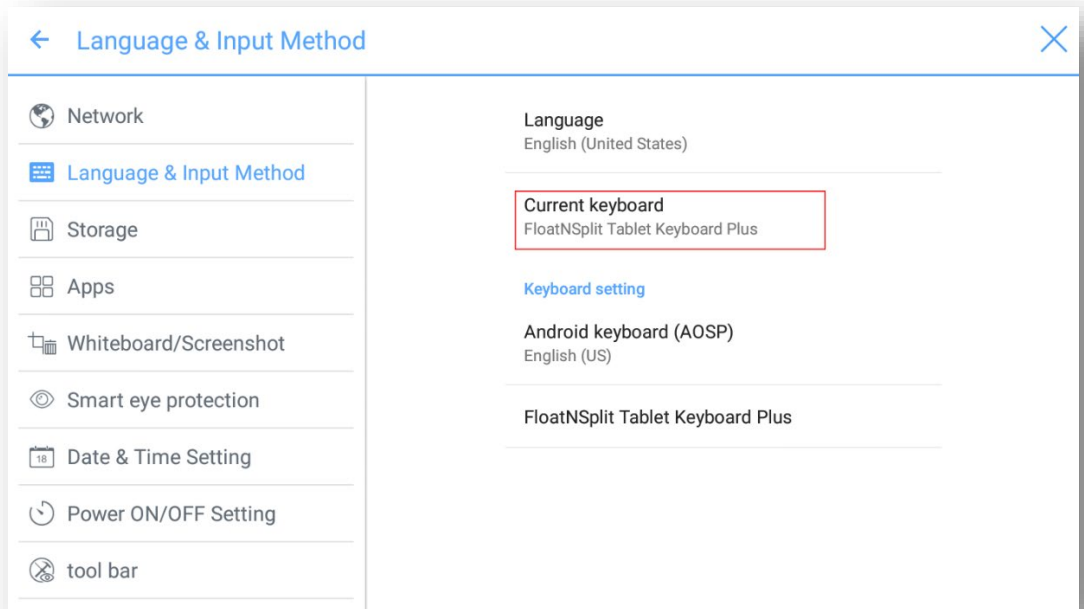 Language & Input Method
Network
Language & Input Method
Storage
Apps
Whiteboard/Screenshot
Smart eye protection
18
Date & Time Setting
Power ON/OFF Setting
tool bar
Language
English (United States)
Current keyboard
FloatNSplit Tablet Keyboard Plus
Keyboard setting
Android keyboard (AOSP)
English (US)
FloatNSplit Tablet Keyboard Plus